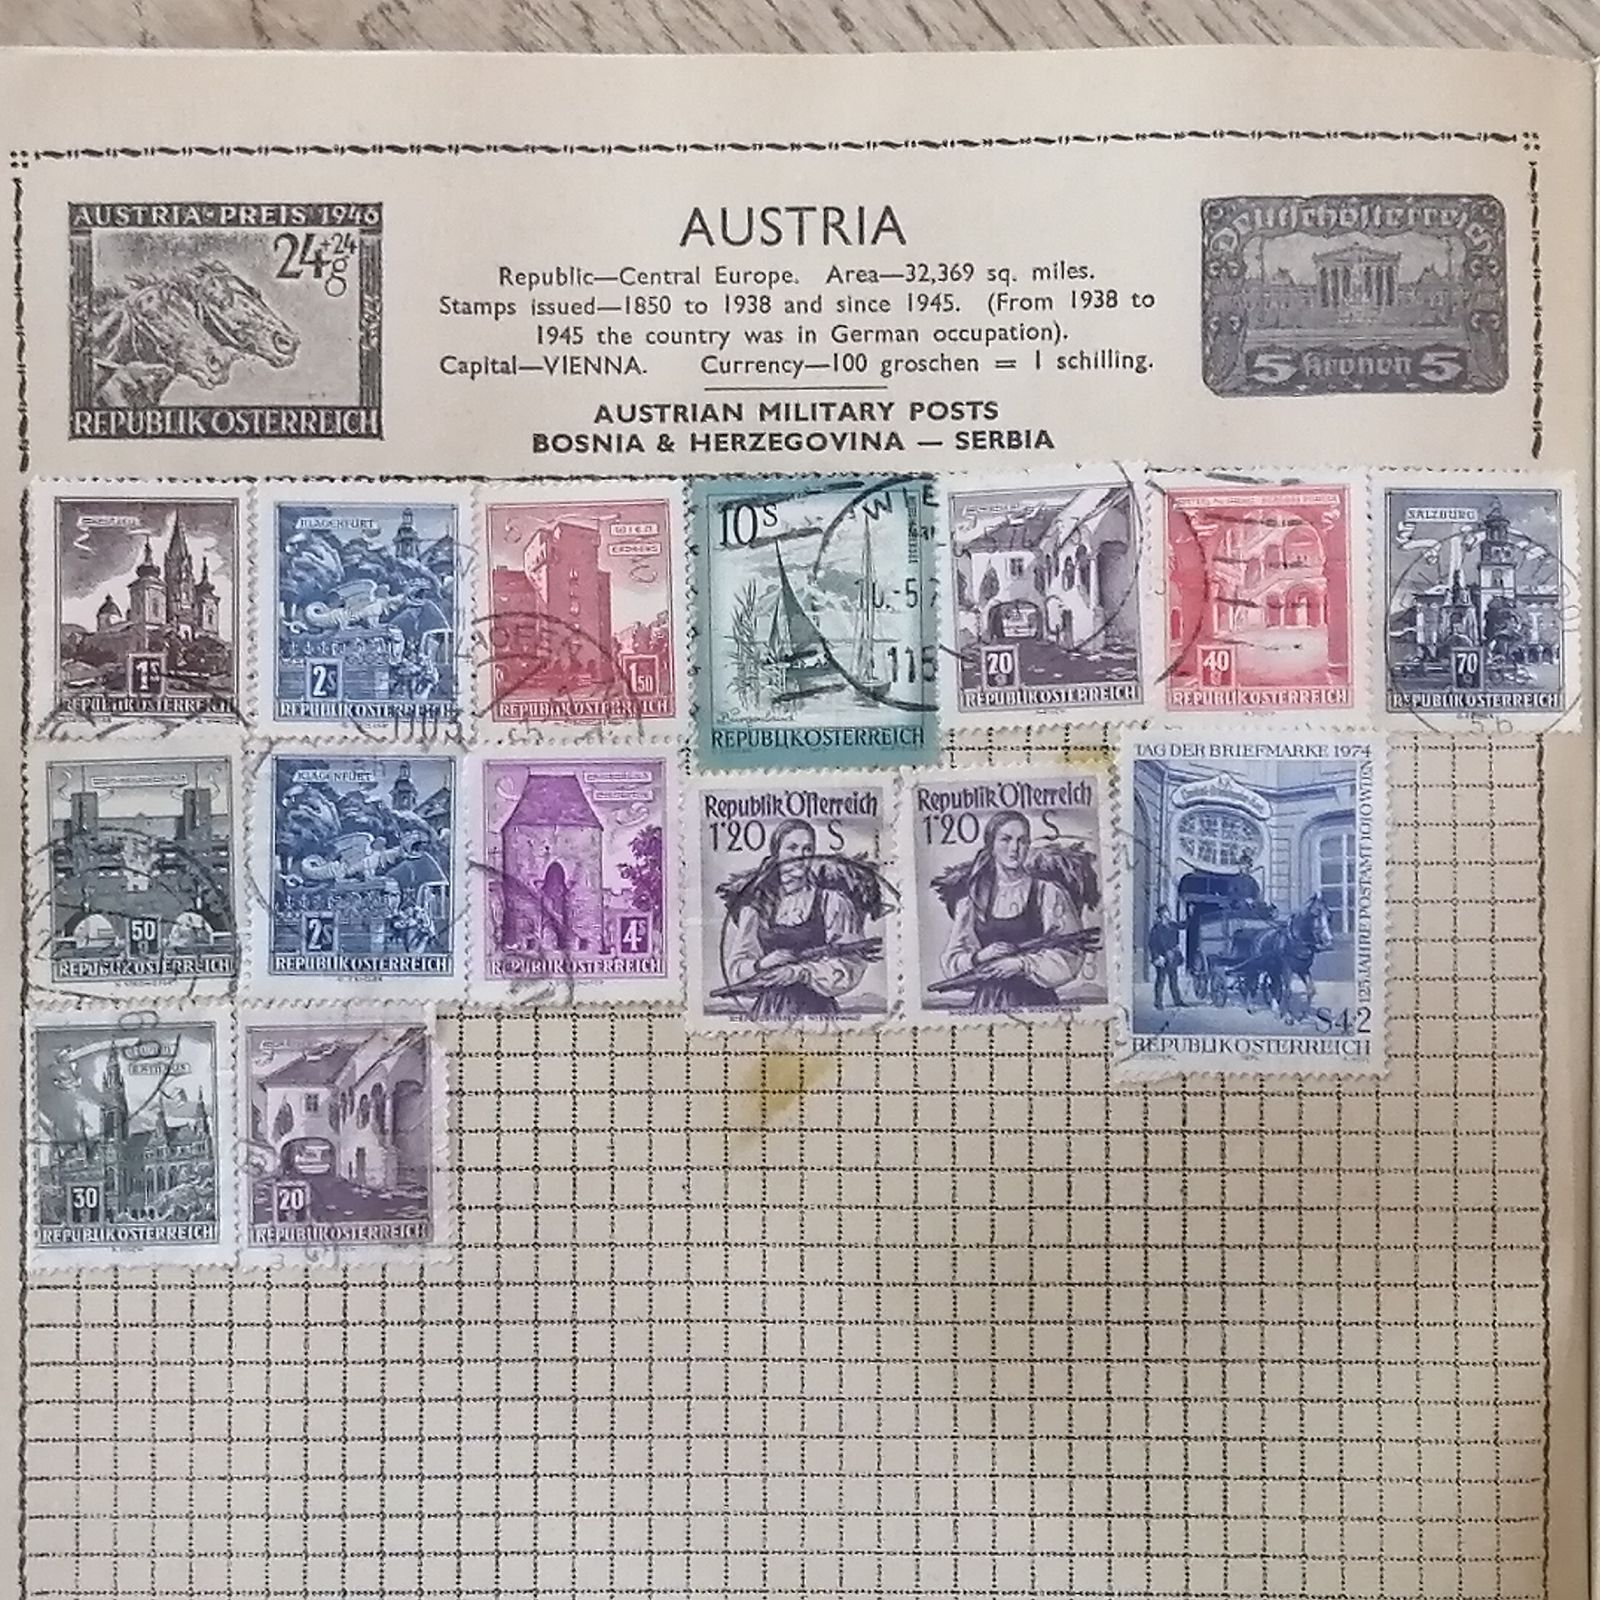 AUSTRIA-PREIS 1946
24+24
g
REPUBLIK OSTERREICH
AUSTRIA
Republic—Central Europe. Area—32,369 sq. miles.
Stamps issued—1850 to 1938 and since 1945. (From 1938 to
1945 the country was in German occupation).
Capital—VIENNA. Currency—100 groschen = 1 schilling.
AUSTRIAN MILITARY POSTS
BOSNIA & HERZEGOVINA — SERBIA
Deutschösterreich
5 Kronen 5
1S
REPUBLIK OSTERREICH
KLAGENFURT
2S
REPUBLIK OSTERREICH
WIEN
1.50
REPUBLIK OSTERREICH
10S
WIE
115
REPUBLIK OSTERREICH
20
REPUBLIK OSTERREICH
40
REPUBLIK OSTERREICH
SALZBURG
70
REPUBLIK OSTERREICH
50
REPUBLIK OSTERREICH
KLAGENFURT
2S
REPUBLIK OSTERREICH
4S
REPUBLIK OSTERREICH
Republik Österreich
1'20 S
Republik Österreich
1'20 S
TAG DER BRIEFMARKE 1974
125 JAHRE POSTAMT 1010 WIEN
S4+2
REPUBLIK OSTERREICH
RATHAUS
30
REPUBLIK OSTERREICH
20
REPUBLIK OSTERREICH